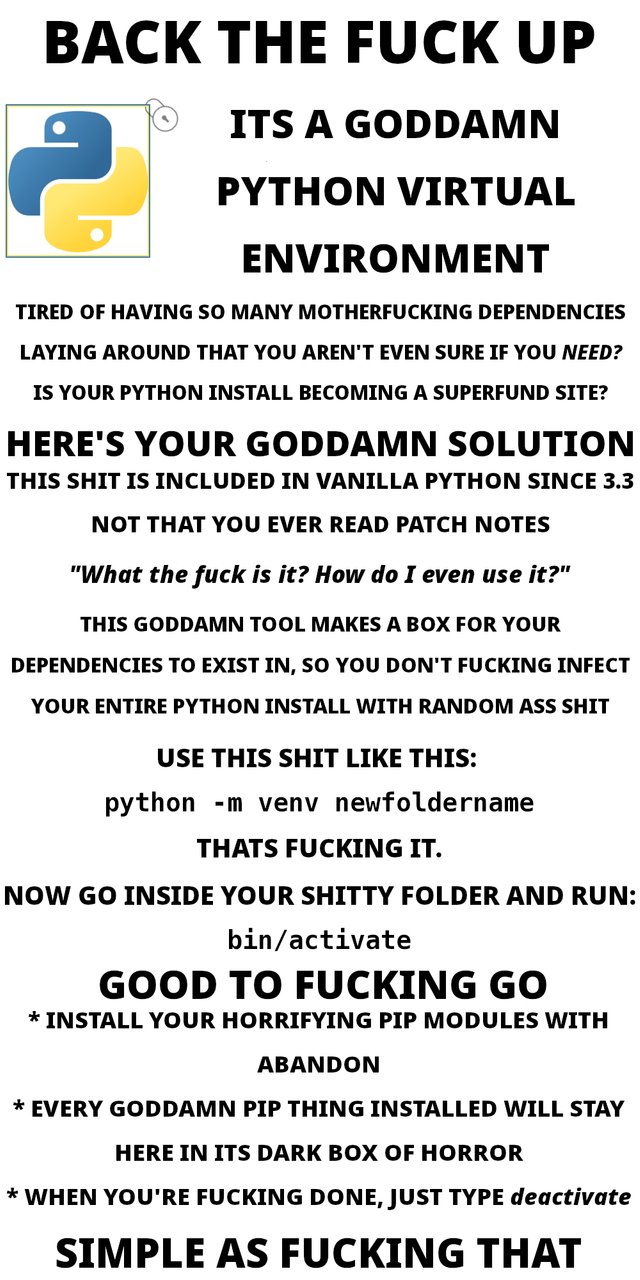 BACK THE FUCK UP
ITS A GODDAMN
PYTHON VIRTUAL
ENVIRONMENT
TIRED OF HAVING SO MANY MOTHERFUCKING DEPENDENCIES
LAYING AROUND THAT YOU AREN'T EVEN SURE IF YOU NEED?
IS YOUR PYTHON INSTALL BECOMING A SUPERFUND SITE?
HERE'S YOUR GODDAMN SOLUTION
THIS SHIT IS INCLUDED IN VANILLA PYTHON SINCE 3.3
NOT THAT YOU EVER READ PATCH NOTES
"What the fuck is it? How do I even use it?"
THIS GODDAMN TOOL MAKES A BOX FOR YOUR
DEPENDENCIES TO EXIST IN, SO YOU DON'T FUCKING INFECT
YOUR ENTIRE PYTHON INSTALL WITH RANDOM ASS SHIT
USE THIS SHIT LIKE THIS:
python -m venv newfoldername
THATS FUCKING IT.
NOW GO INSIDE YOUR SHITTY FOLDER AND RUN:
bin/activate
GOOD TO FUCKING GO
* INSTALL YOUR HORRIFYING PIP MODULES WITH
ABANDON
* EVERY GODDAMN PIP THING INSTALLED WILL STAY
HERE IN ITS DARK BOX OF HORROR
* WHEN YOU'RE FUCKING DONE, JUST TYPE deactivate
SIMPLE AS FUCKING THAT